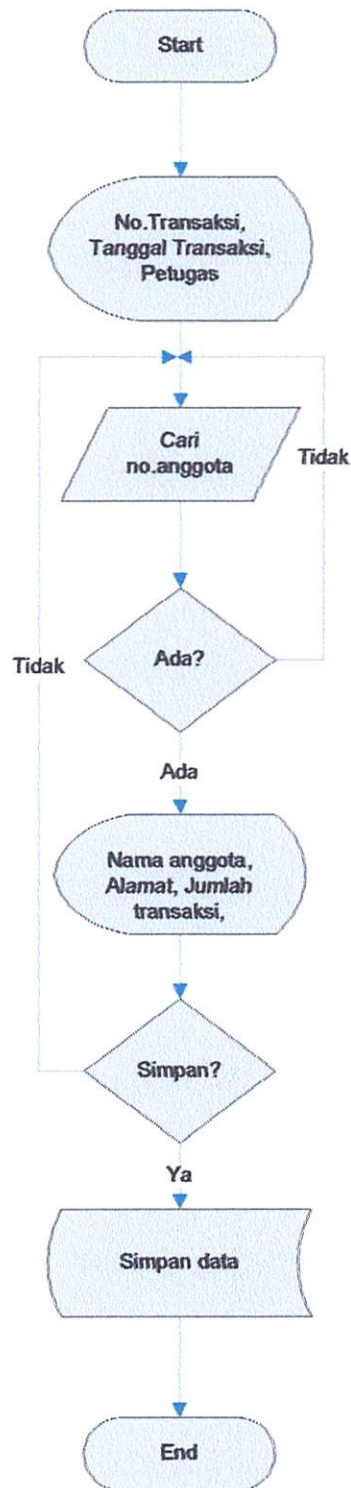 Start
No.Transaksi,
Tanggal Transaksi,
Petugas
Cari
no.anggota
Tidak
Ada?
Tidak
Ada
Nama anggota,
Alamat, Jumlah
transaksi,
Simpan?
Ya
Simpan data
End